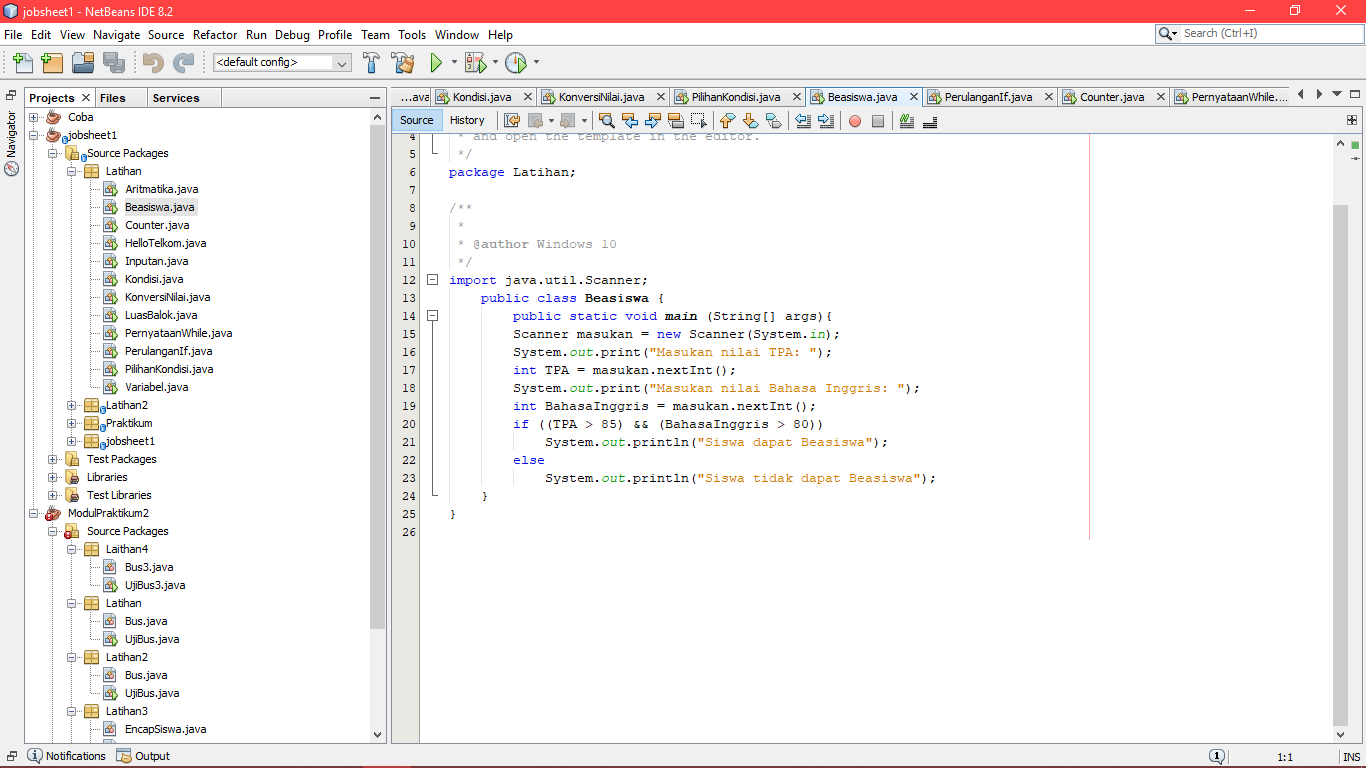 jobsheet1 - NetBeans IDE 8.2
File Edit View Navigate Source Refactor Run Debug Profile Team Tools Window Help
Search (Ctrl+I)
<default config>
Navigator
Projects Files Services
Coba
jobsheet1
Source Packages
Latihan
Aritmatika.java
Beasiswa.java
Counter.java
HelloTelkom.java
Inputan.java
Kondisi.java
KonversiNilai.java
LuasBalok.java
PernyataanWhile.java
PerulanganIf.java
PilihanKondisi.java
Variabel.java
Latihan2
Praktikum
jobsheet1
Test Packages
Libraries
Test Libraries
ModulPraktikum2
Source Packages
Laithan4
Bus3.java
UjiBus3.java
Latihan
Bus.java
UjiBus.java
Latihan2
Bus.java
UjiBus.java
Latihan3
EncapSiswa.java
...ava Kondisi.java KonversiNilai.java PilihanKondisi.java Beasiswa.java PerulanganIf.java Counter.java PernyataanWhile....
Source History
4 * and open the template in the editor.
5 */
6 package Latihan;
7
8 /**
9 *
10 * @author Windows 10
11 */
12 import java.util.Scanner;
13 public class Beasiswa {
14 public static void main (String[] args){
15 Scanner masukan = new Scanner(System.in);
16 System.out.print("Masukan nilai TPA: ");
17 int TPA = masukan.nextInt();
18 System.out.print("Masukan nilai Bahasa Inggris: ");
19 int BahasaInggris = masukan.nextInt();
20 if ((TPA > 85) && (BahasaInggris > 80))
21 System.out.println("Siswa dapat Beasiswa");
22 else
23 System.out.println("Siswa tidak dapat Beasiswa");
24 }
25 }
26
Notifications Output
1 1:1 INS